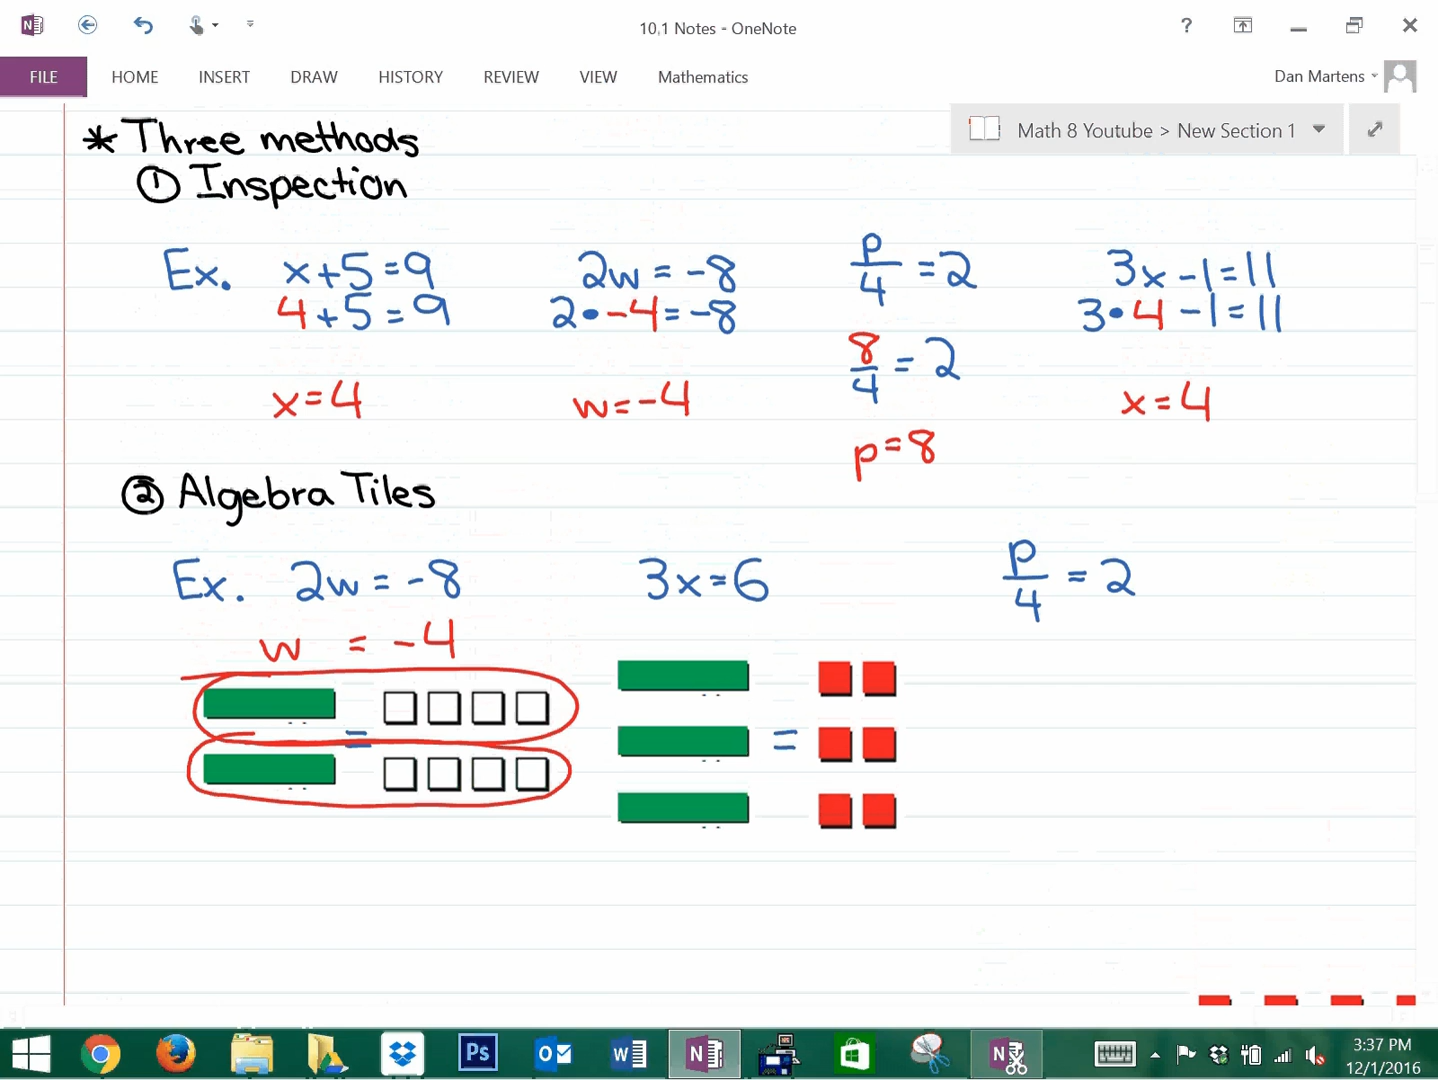 10,1 Notes - OneNote
?
FILE HOME INSERT DRAW HISTORY REVIEW VIEW Mathematics Dan Martens
Math 8 Youtube > New Section 1
* Three methods
① Inspection
Ex. x+5=9 2w = -8 p/4 = 2 3x -1 = 11
4+5=9 2•-4=-8 3•4 -1 = 11
8/4 = 2
x=4 w=-4 x=4
p=8
② Algebra Tiles
Ex. 2w = -8 3x=6 p/4 = 2
w = -4
= =
Ps
3:37 PM
12/1/2016